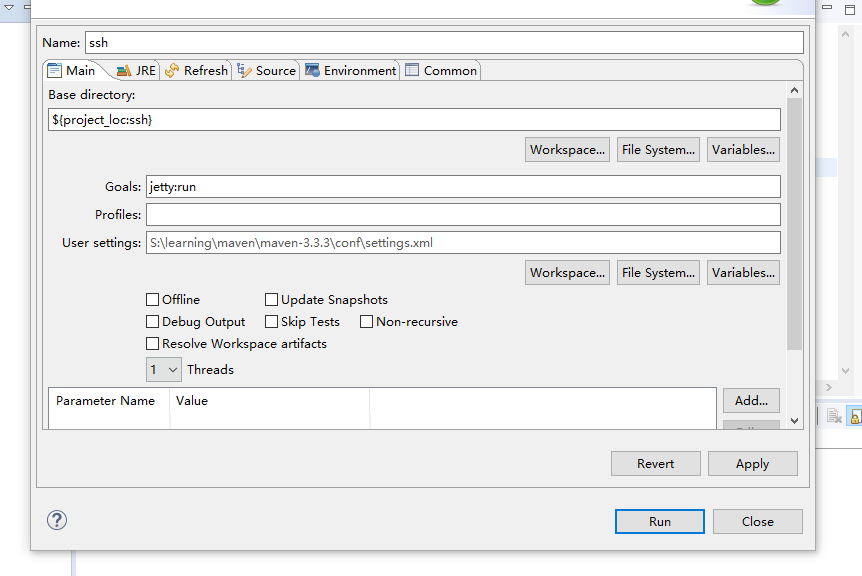 Name: ssh
Main JRE Refresh Source Environment Common
Base directory:
${project_loc:ssh}
Workspace... File System... Variables...
Goals: jetty:run
Profiles:
User settings: S:\learning\maven\maven-3.3.3\conf\settings.xml
Workspace... File System... Variables...
Offline Update Snapshots
Debug Output Skip Tests Non-recursive
Resolve Workspace artifacts
1 Threads
Parameter Name Value Add...
Revert Apply
? Run Close